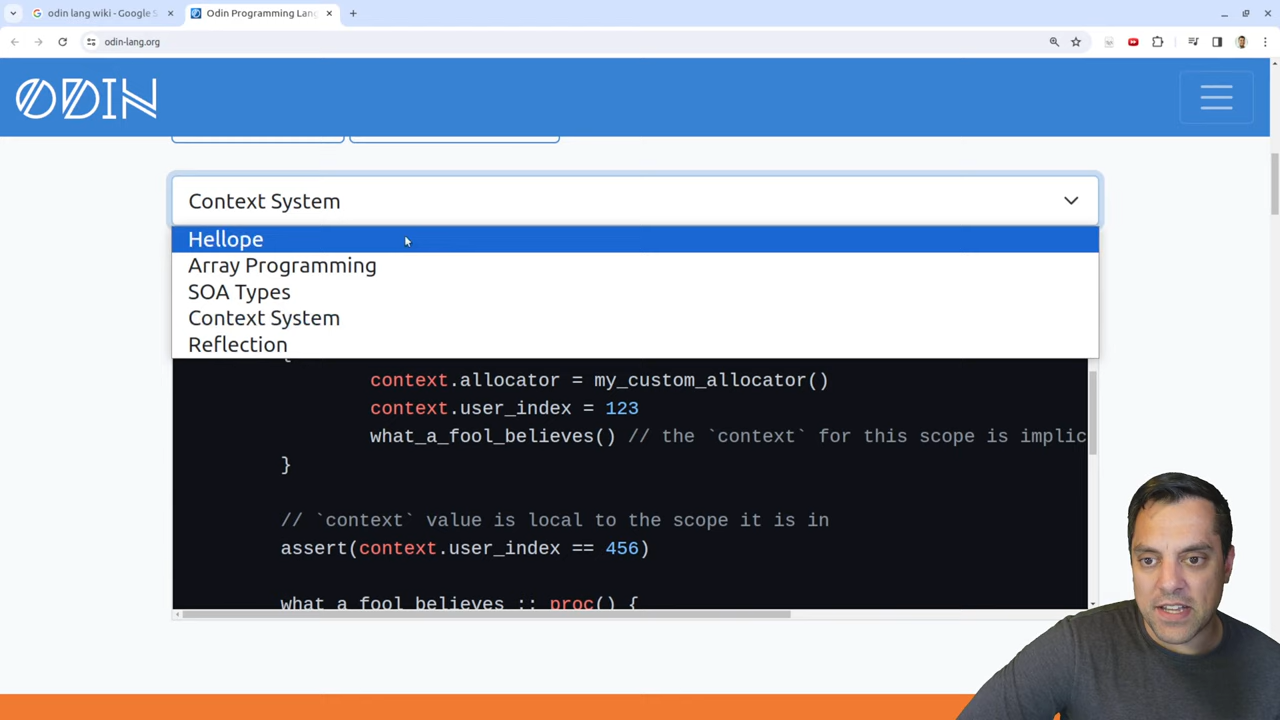 odin lang wiki - Google S
Odin Programming Lan
odin-lang.org
ODIN
Context System
Hellope
Array Programming
SOA Types
Context System
Reflection
{
context.allocator = my_custom_allocator()
context.user_index = 123
what_a_fool_believes() // the `context` for this scope is implic
}
// `context` value is local to the scope it is in
assert(context.user_index == 456)
what_a_fool_believes :: proc() {